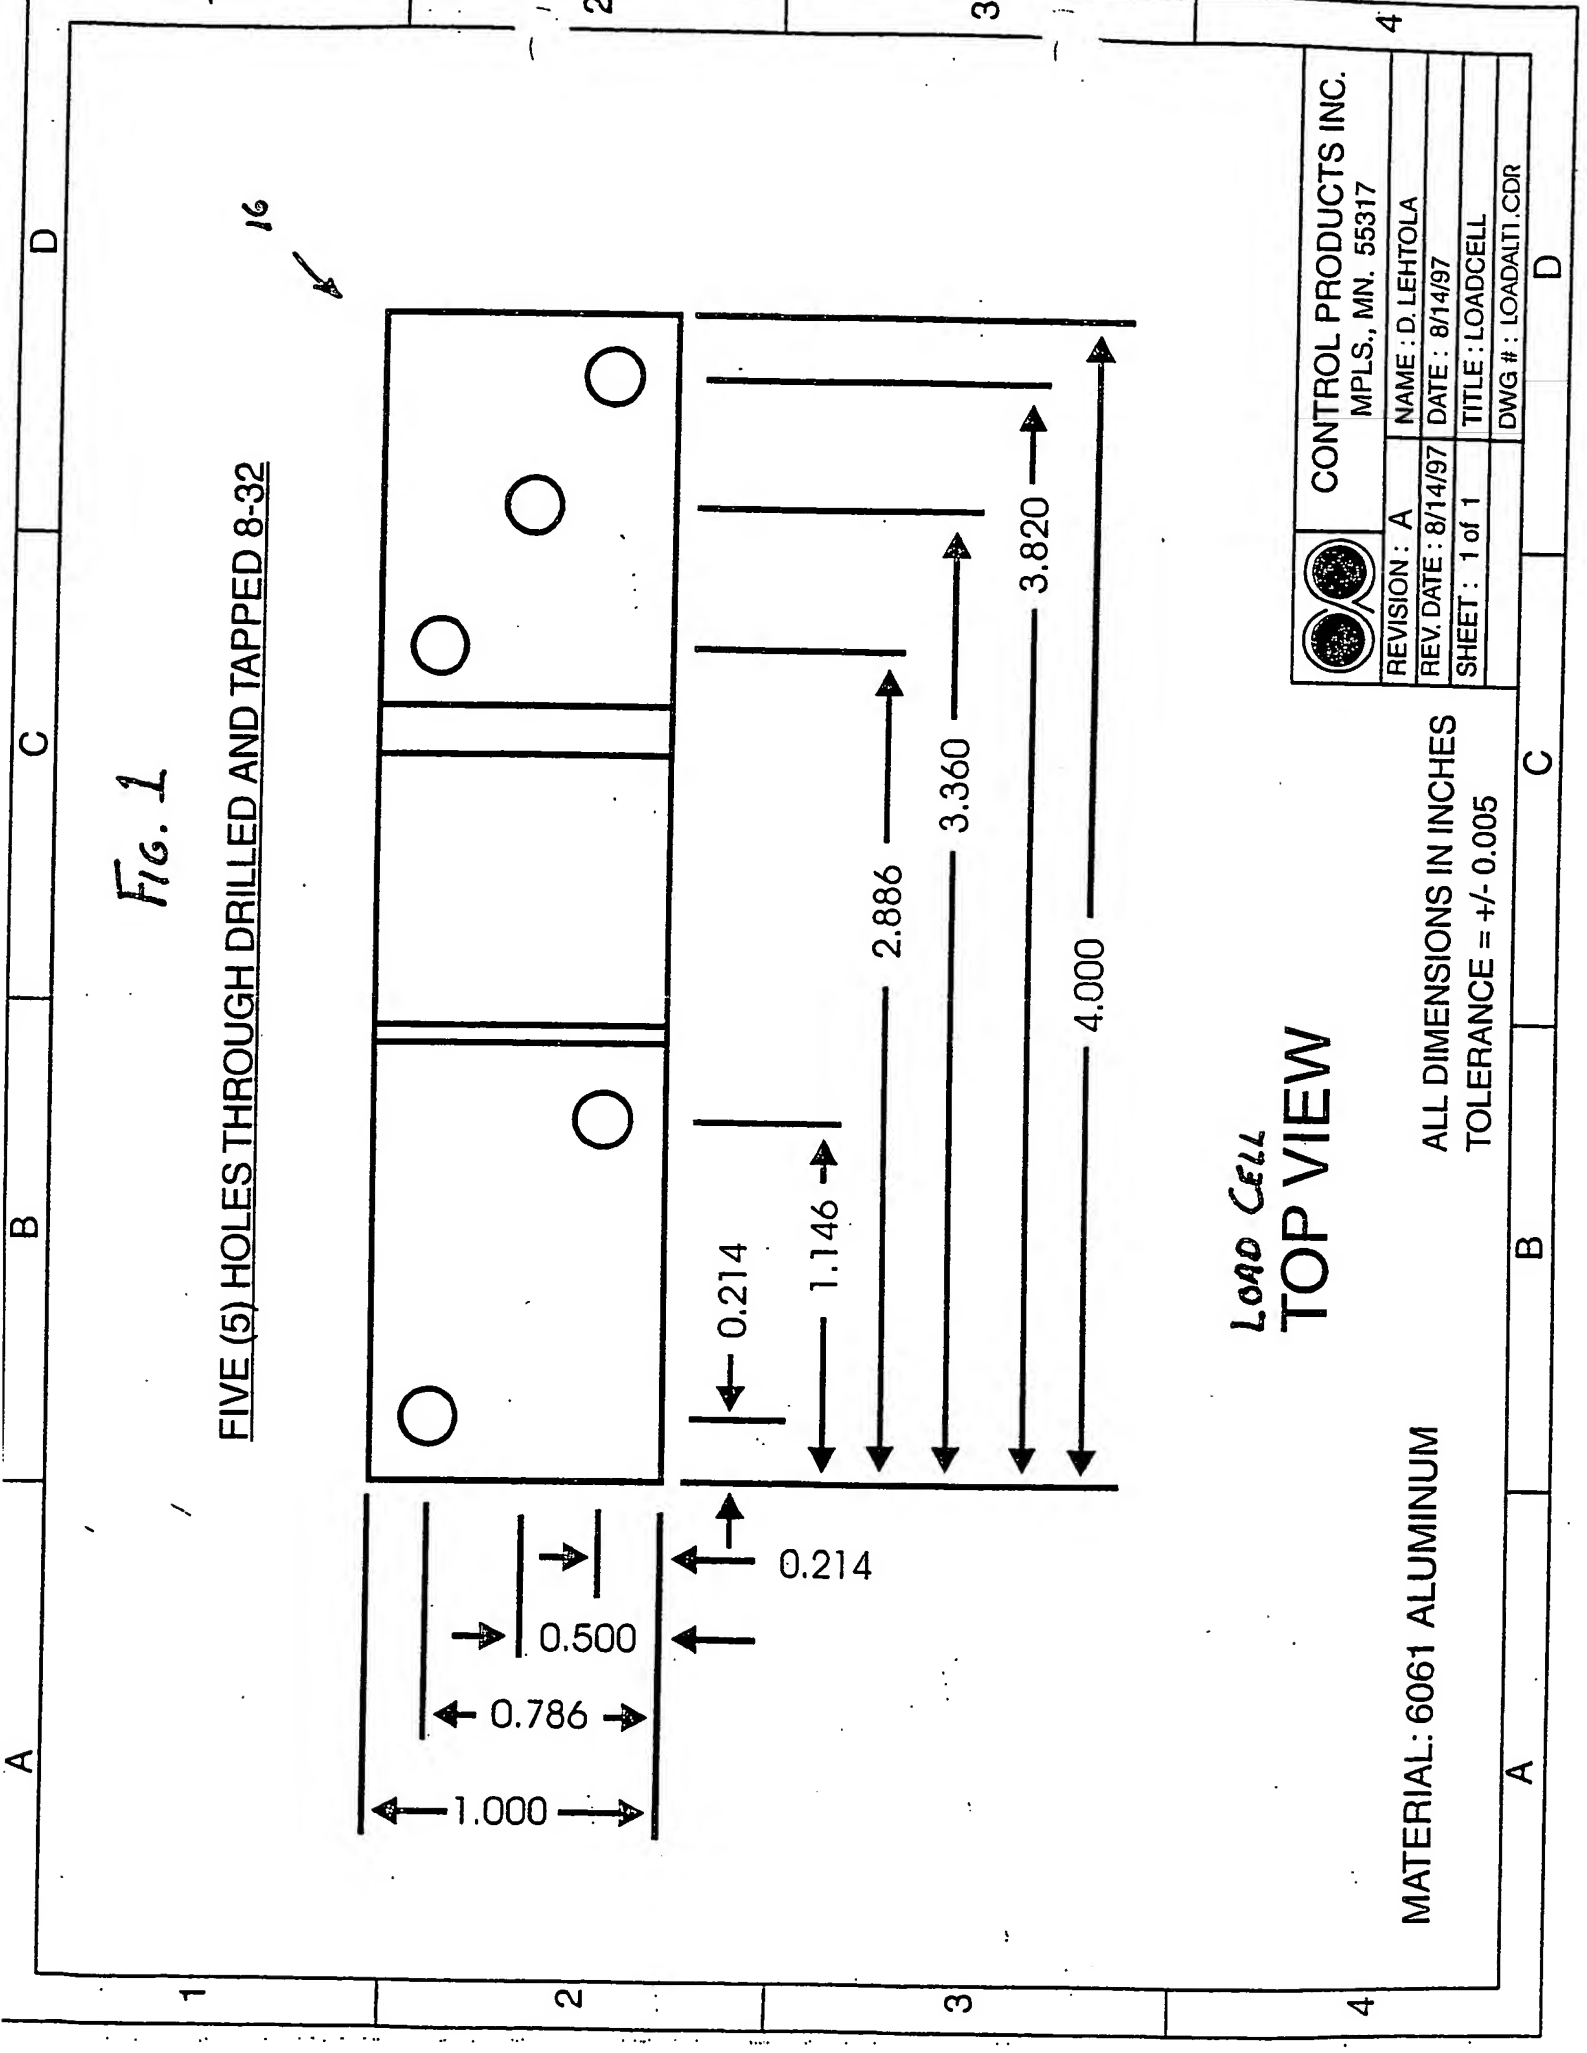 A B C D
1
2
3
4
Fig. 1
FIVE (5) HOLES THROUGH DRILLED AND TAPPED 8-32
16
1.000
0.786
0.500
0.214
0.214
1.146
2.886
3.360
3.820
4.000
LOAD CELL
TOP VIEW
MATERIAL: 6061 ALUMINUM
ALL DIMENSIONS IN INCHES
TOLERANCE = +/- 0.005
CONTROL PRODUCTS INC.
MPLS., MN. 55317
REVISION : A NAME : D. LEHTOLA
REV. DATE : 8/14/97 DATE : 8/14/97
SHEET : 1 of 1 TITLE : LOADCELL
DWG # : LOADALT1.CDR
2
3
4
A B C D